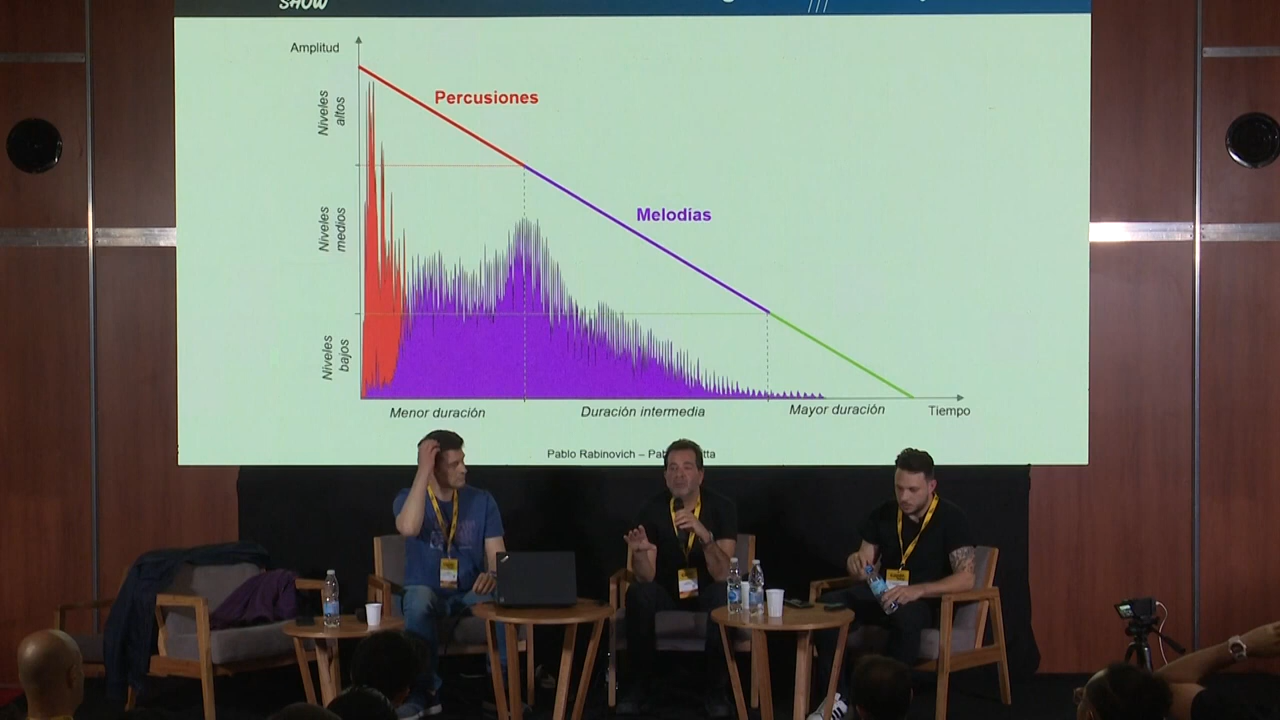 SHOW
Amplitud
Percusiones
Niveles
altos
Melodías
Niveles
medios
Niveles
bajos
Menor duración
Duración intermedia
Mayor duración
Tiempo
Pablo Rabinovich –